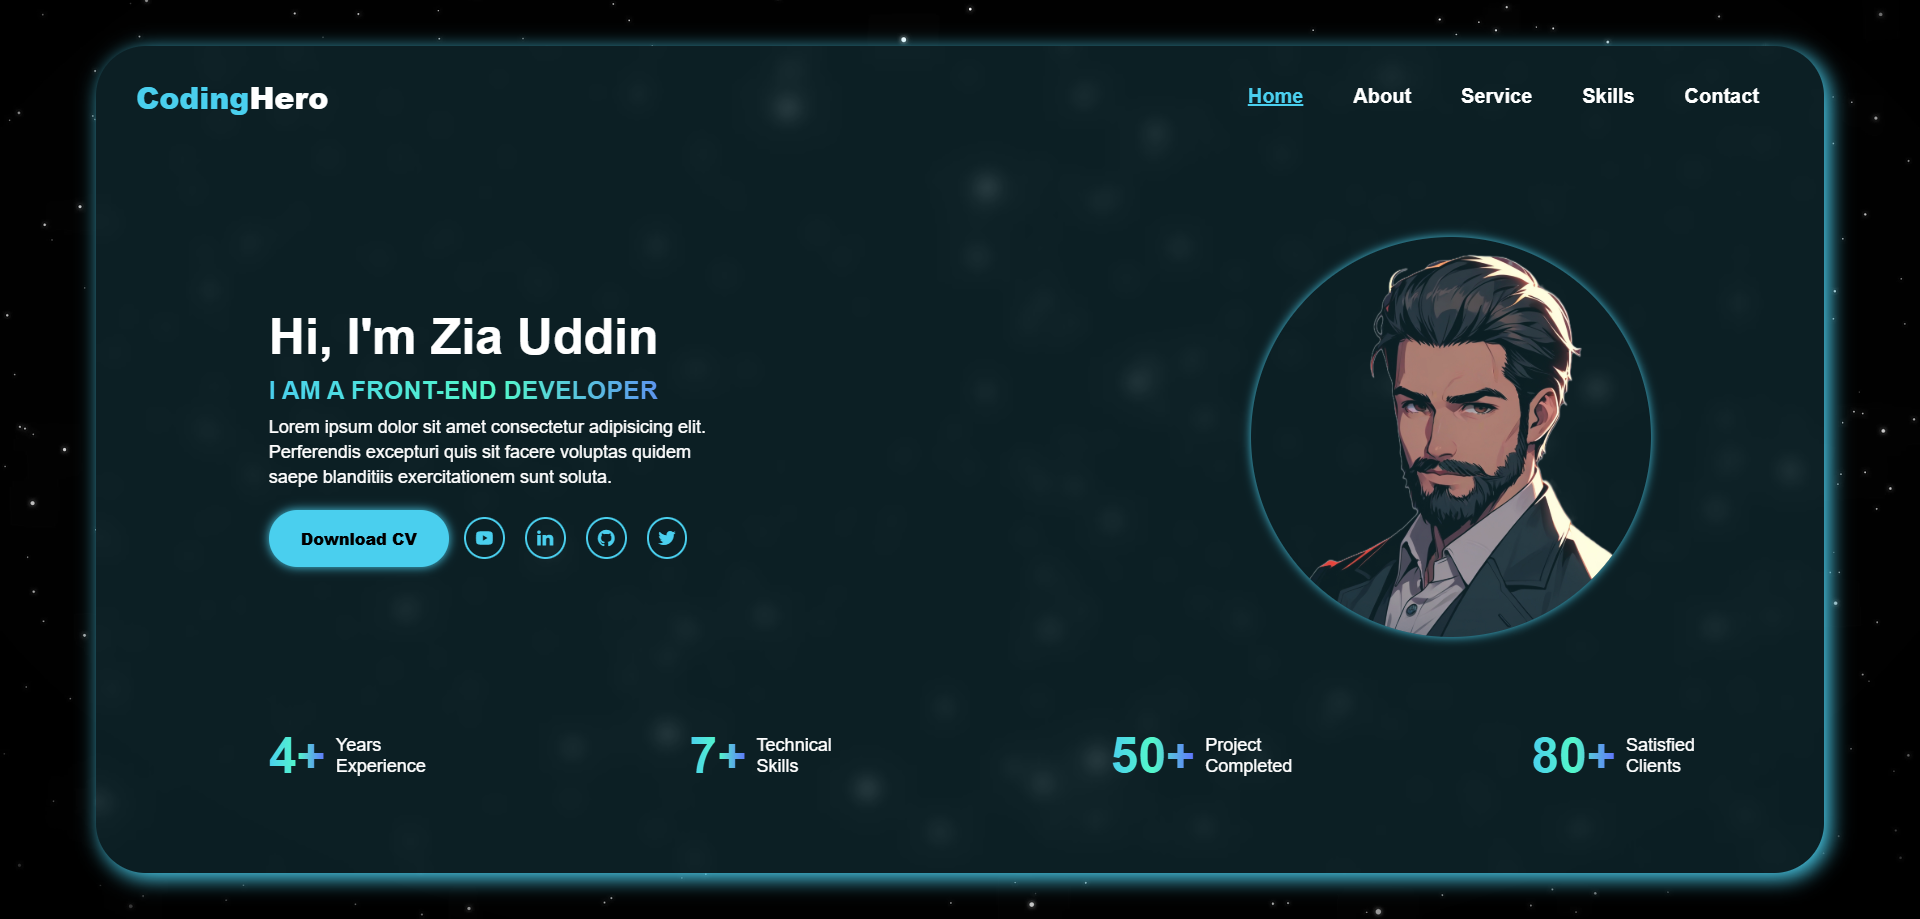 CodingHero
Home About Service Skills Contact
Hi, I'm Zia Uddin
I AM A FRONT-END DEVELOPER
Lorem ipsum dolor sit amet consectetur adipisicing elit.
Perferendis excepturi quis sit facere voluptas quidem
saepe blanditiis exercitationem sunt soluta.
Download CV
in
4+ Years
Experience
7+ Technical
Skills
50+ Project
Completed
80+ Satisfied
Clients